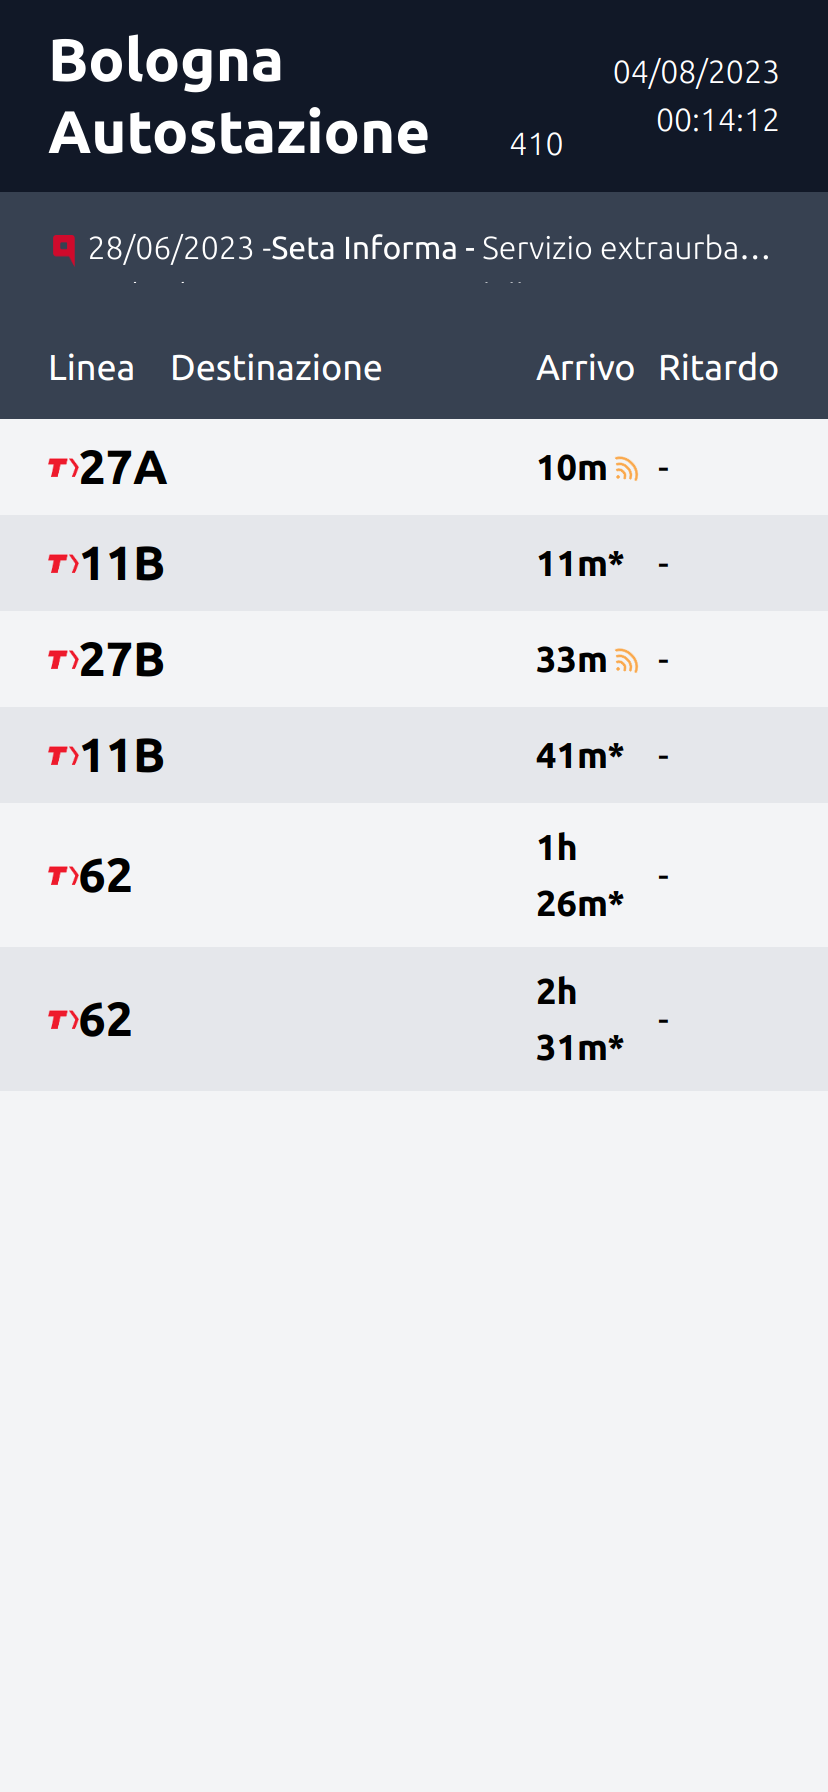 Bologna
Autostazione
410
04/08/2023
00:14:12
28/06/2023 -Seta Informa - Servizio extraurba…
Linea Destinazione Arrivo Ritardo
T 27A 10m -
T 11B 11m* -
T 27B 33m -
T 11B 41m* -
T 62 1h 26m* -
T 62 2h 31m* -